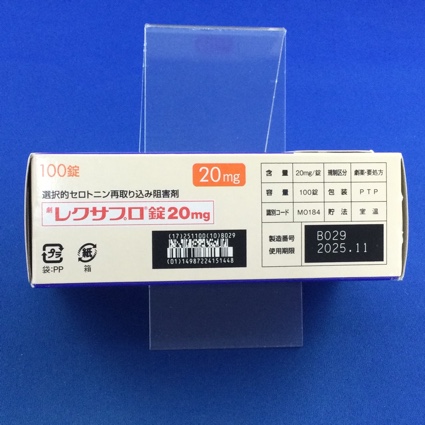 100錠
20mg
選択的セロトニン再取り込み阻害剤
劇 レクサプロ®錠20mg
プラ
袋:PP
紙
箱
(17)251100(10)B029
(01)14987224151448
含 量 20mg/錠 規制区分 劇薬・要処方
容 量 100錠 包 装 PTP
識別コード MO184 貯 法 室 温
製造番号 B029
使用期限 2025.11